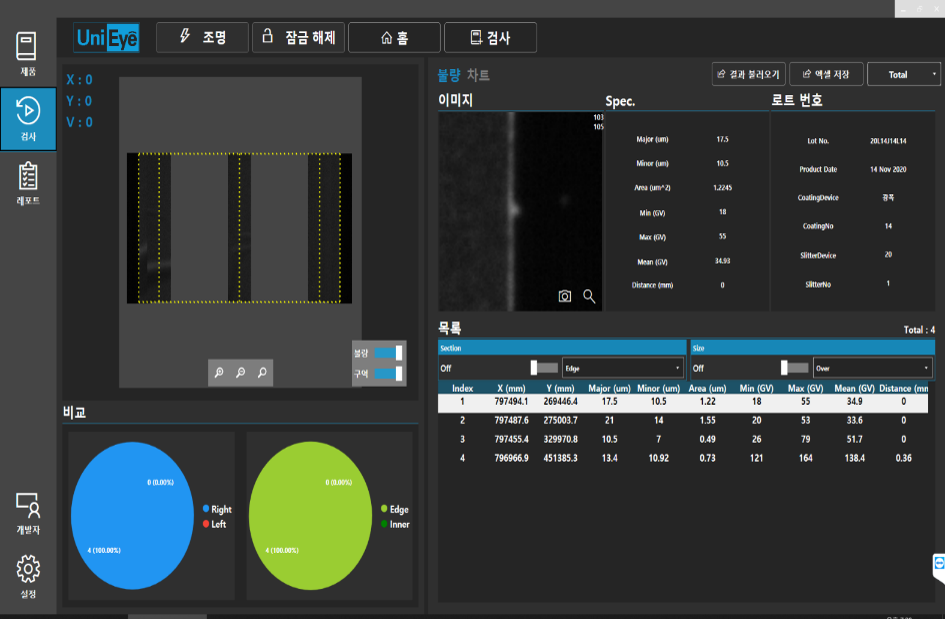 UniEye
조명
잠금 해제
홈
검사
제품
검사
레포트
개발자
설정
X : 0
Y : 0
V : 0
불량
구역
비교
0 (0.00%)
4 (100.00%)
Right
Left
0 (0.00%)
4 (100.00%)
Edge
Inner
불량 차트
결과 불러오기
엑셀 저장
Total
이미지
103
105
Spec.
Major (um) 17.5
Minor (um) 10.5
Area (um^2) 1.2245
Min (GV) 18
Max (GV) 55
Mean (GV) 34.93
Distance (mm) 0
로트 번호
Lot No. 20L14J14L14
Product Date 14 Nov 2020
CoatingDevice
CoatingNo 14
SlitterDevice 20
SlitterNo 1
목록
Total : 4
Section
Off
Edge
Size
Off
Over
Index X (mm) Y (mm) Major (um) Minor (um) Area (um) Min (GV) Max (GV) Mean (GV) Distance (mm
1 797494.1 269446.4 17.5 10.5 1.22 18 55 34.9 0
2 797487.6 275003.7 21 14 1.55 20 53 33.6 0
3 797455.4 329970.8 10.5 7 0.49 26 79 51.7 0
4 796966.9 451385.3 13.4 10.92 0.73 121 164 138.4 0.36